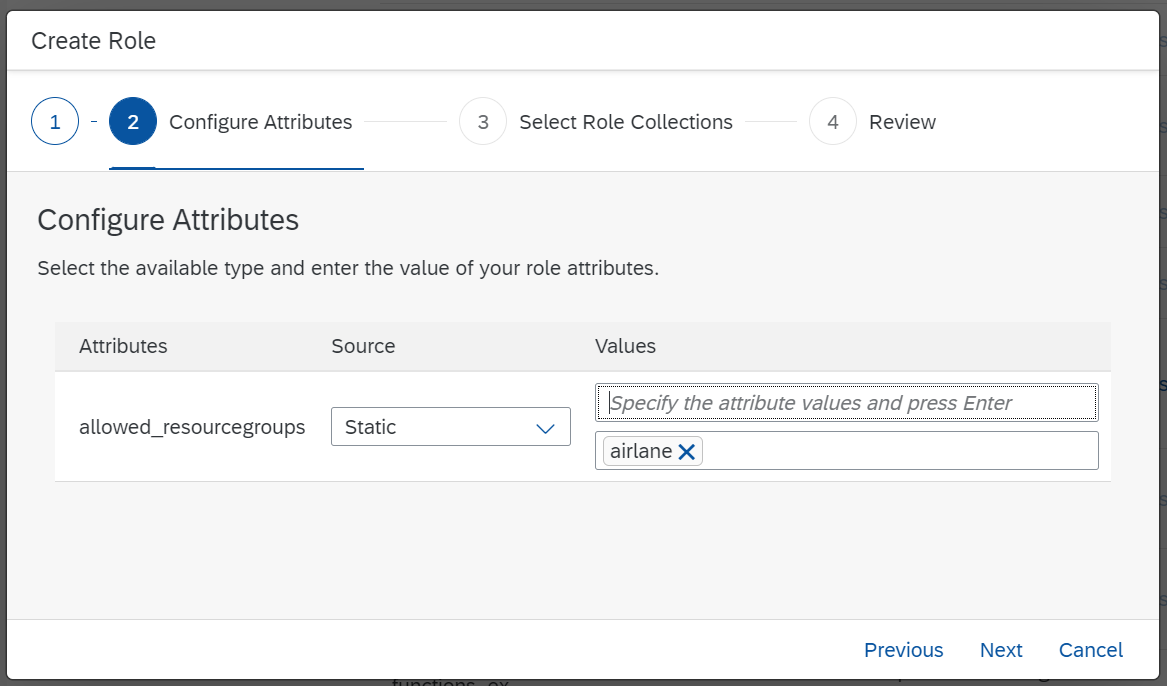 Create Role
1 - 2 Configure Attributes 3 Select Role Collections 4 Review
Configure Attributes
Select the available type and enter the value of your role attributes.
Attributes Source Values
Specify the attribute values and press Enter
allowed_resourcegroups Static
airlane
Previous Next Cancel